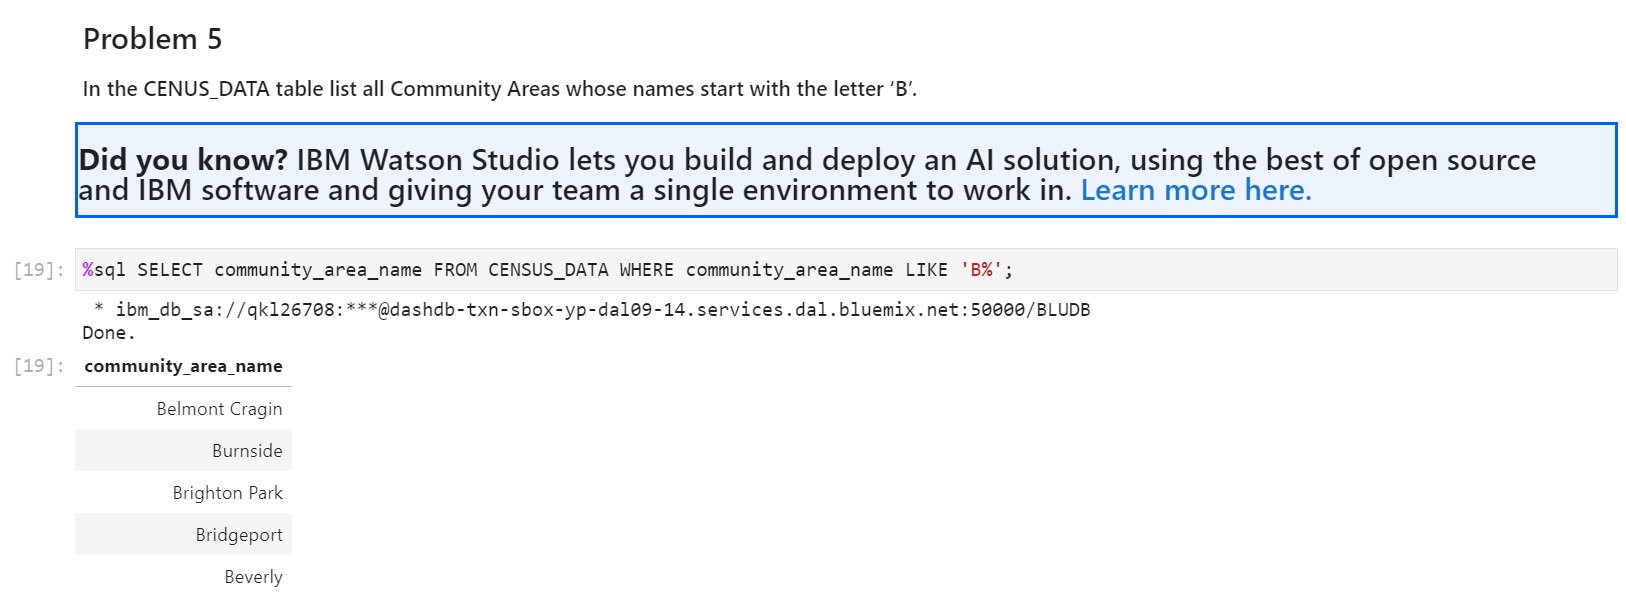 Problem 5
In the CENUS_DATA table list all Community Areas whose names start with the letter ‘B’.
Did you know? IBM Watson Studio lets you build and deploy an AI solution, using the best of open source
and IBM software and giving your team a single environment to work in. Learn more here.
[19]: %sql SELECT community_area_name FROM CENSUS_DATA WHERE community_area_name LIKE 'B%';
* ibm_db_sa://qkl26708:***@dashdb-txn-sbox-yp-dal09-14.services.dal.bluemix.net:50000/BLUDB
Done.
[19]: community_area_name
Belmont Cragin
Burnside
Brighton Park
Bridgeport
Beverly